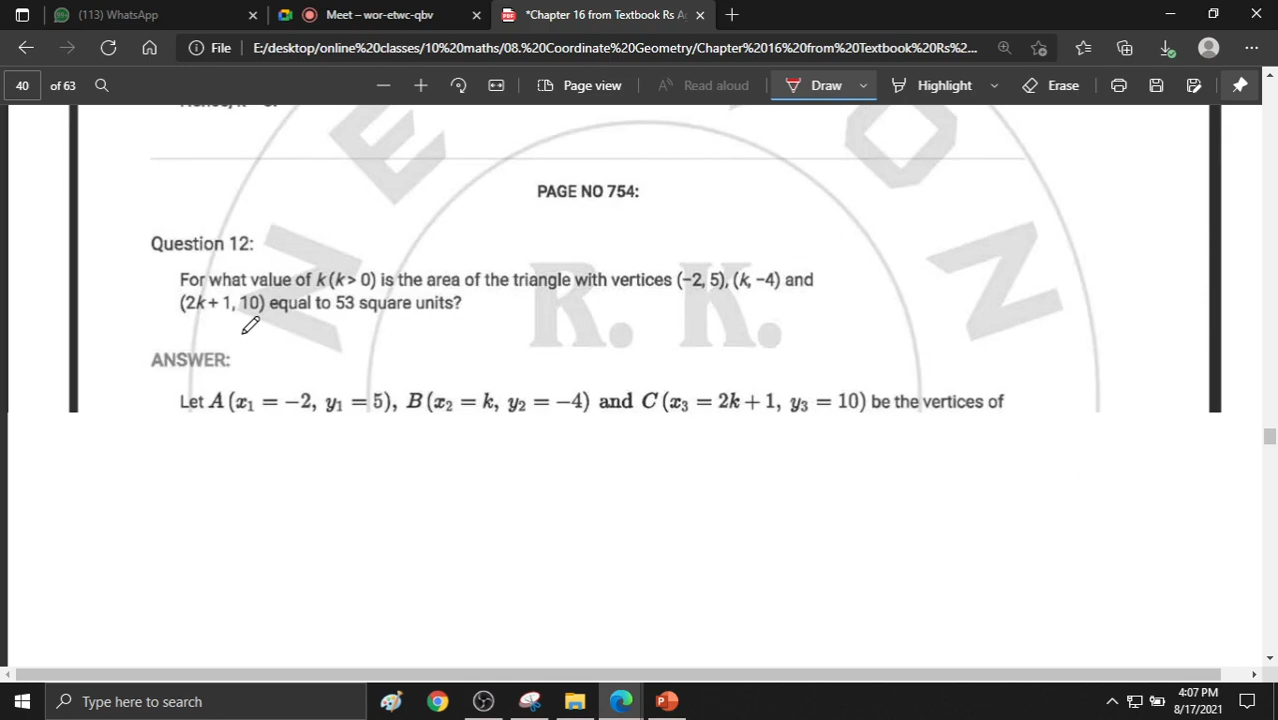 (113) WhatsApp
Meet – wor-etwc-qbv
*Chapter 16 from Textbook Rs Ag
File
E:/desktop/online%20classes/10%20maths/08.%20Coordinate%20Geometry/Chapter%2016%20from%20Textbook%20Rs%2...
40 of 63
Page view
Read aloud
Draw
Highlight
Erase
PAGE NO 754:
Question 12:
For what value of k (k > 0) is the area of the triangle with vertices (−2, 5), (k, −4) and
(2k + 1, 10) equal to 53 square units?
R. K.
ANSWER:
Let A (x₁ = −2, y₁ = 5), B (x₂ = k, y₂ = −4) and C (x₃ = 2k + 1, y₃ = 10) be the vertices of
Type here to search
4:07 PM
8/17/2021